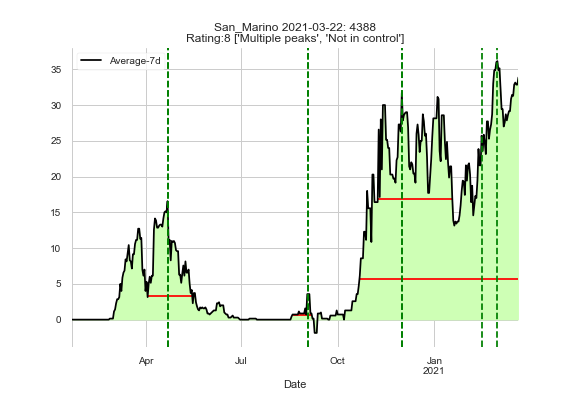 San_Marino 2021-03-22: 4388
Rating:8 ['Multiple peaks', 'Not in control']
Average-7d
35
30
25
20
15
10
5
0
Apr
Jul
Oct
Jan
2021
Date